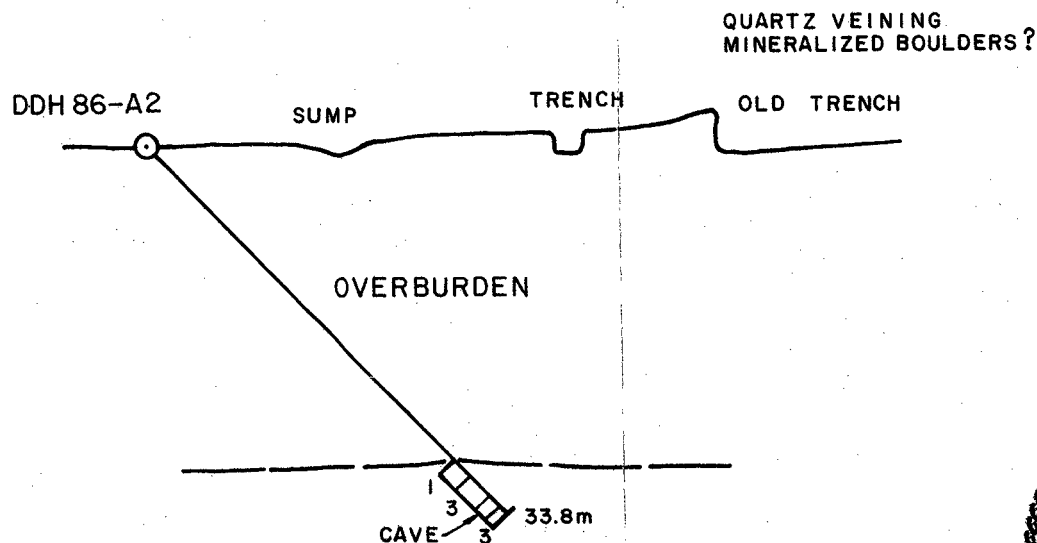 QUARTZ VEINING
MINERALIZED BOULDERS?
DDH 86-A2
SUMP
TRENCH
OLD TRENCH
OVERBURDEN
1
3
33.8m
CAVE
3